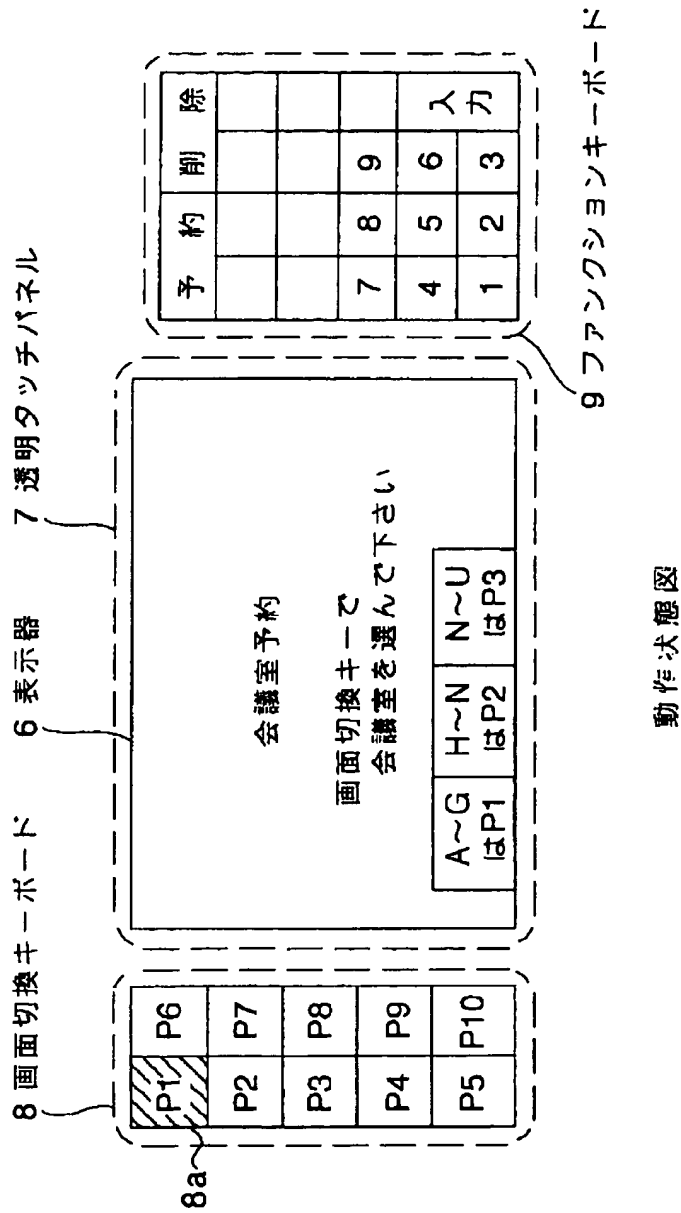 8 画面切換キーボード
6 表示器
7 透明タッチパネル
8a
P1 P6
P2 P7
P3 P8
P4 P9
P5 P10
会議室予約
画面切換キーで
会議室を選んで下さい
A～G H～N N～U
はP1 はP2 はP3
予約 削除
7 8 9
4 5 6 入力
1 2 3
9 ファンクションキーボード
動作状態図